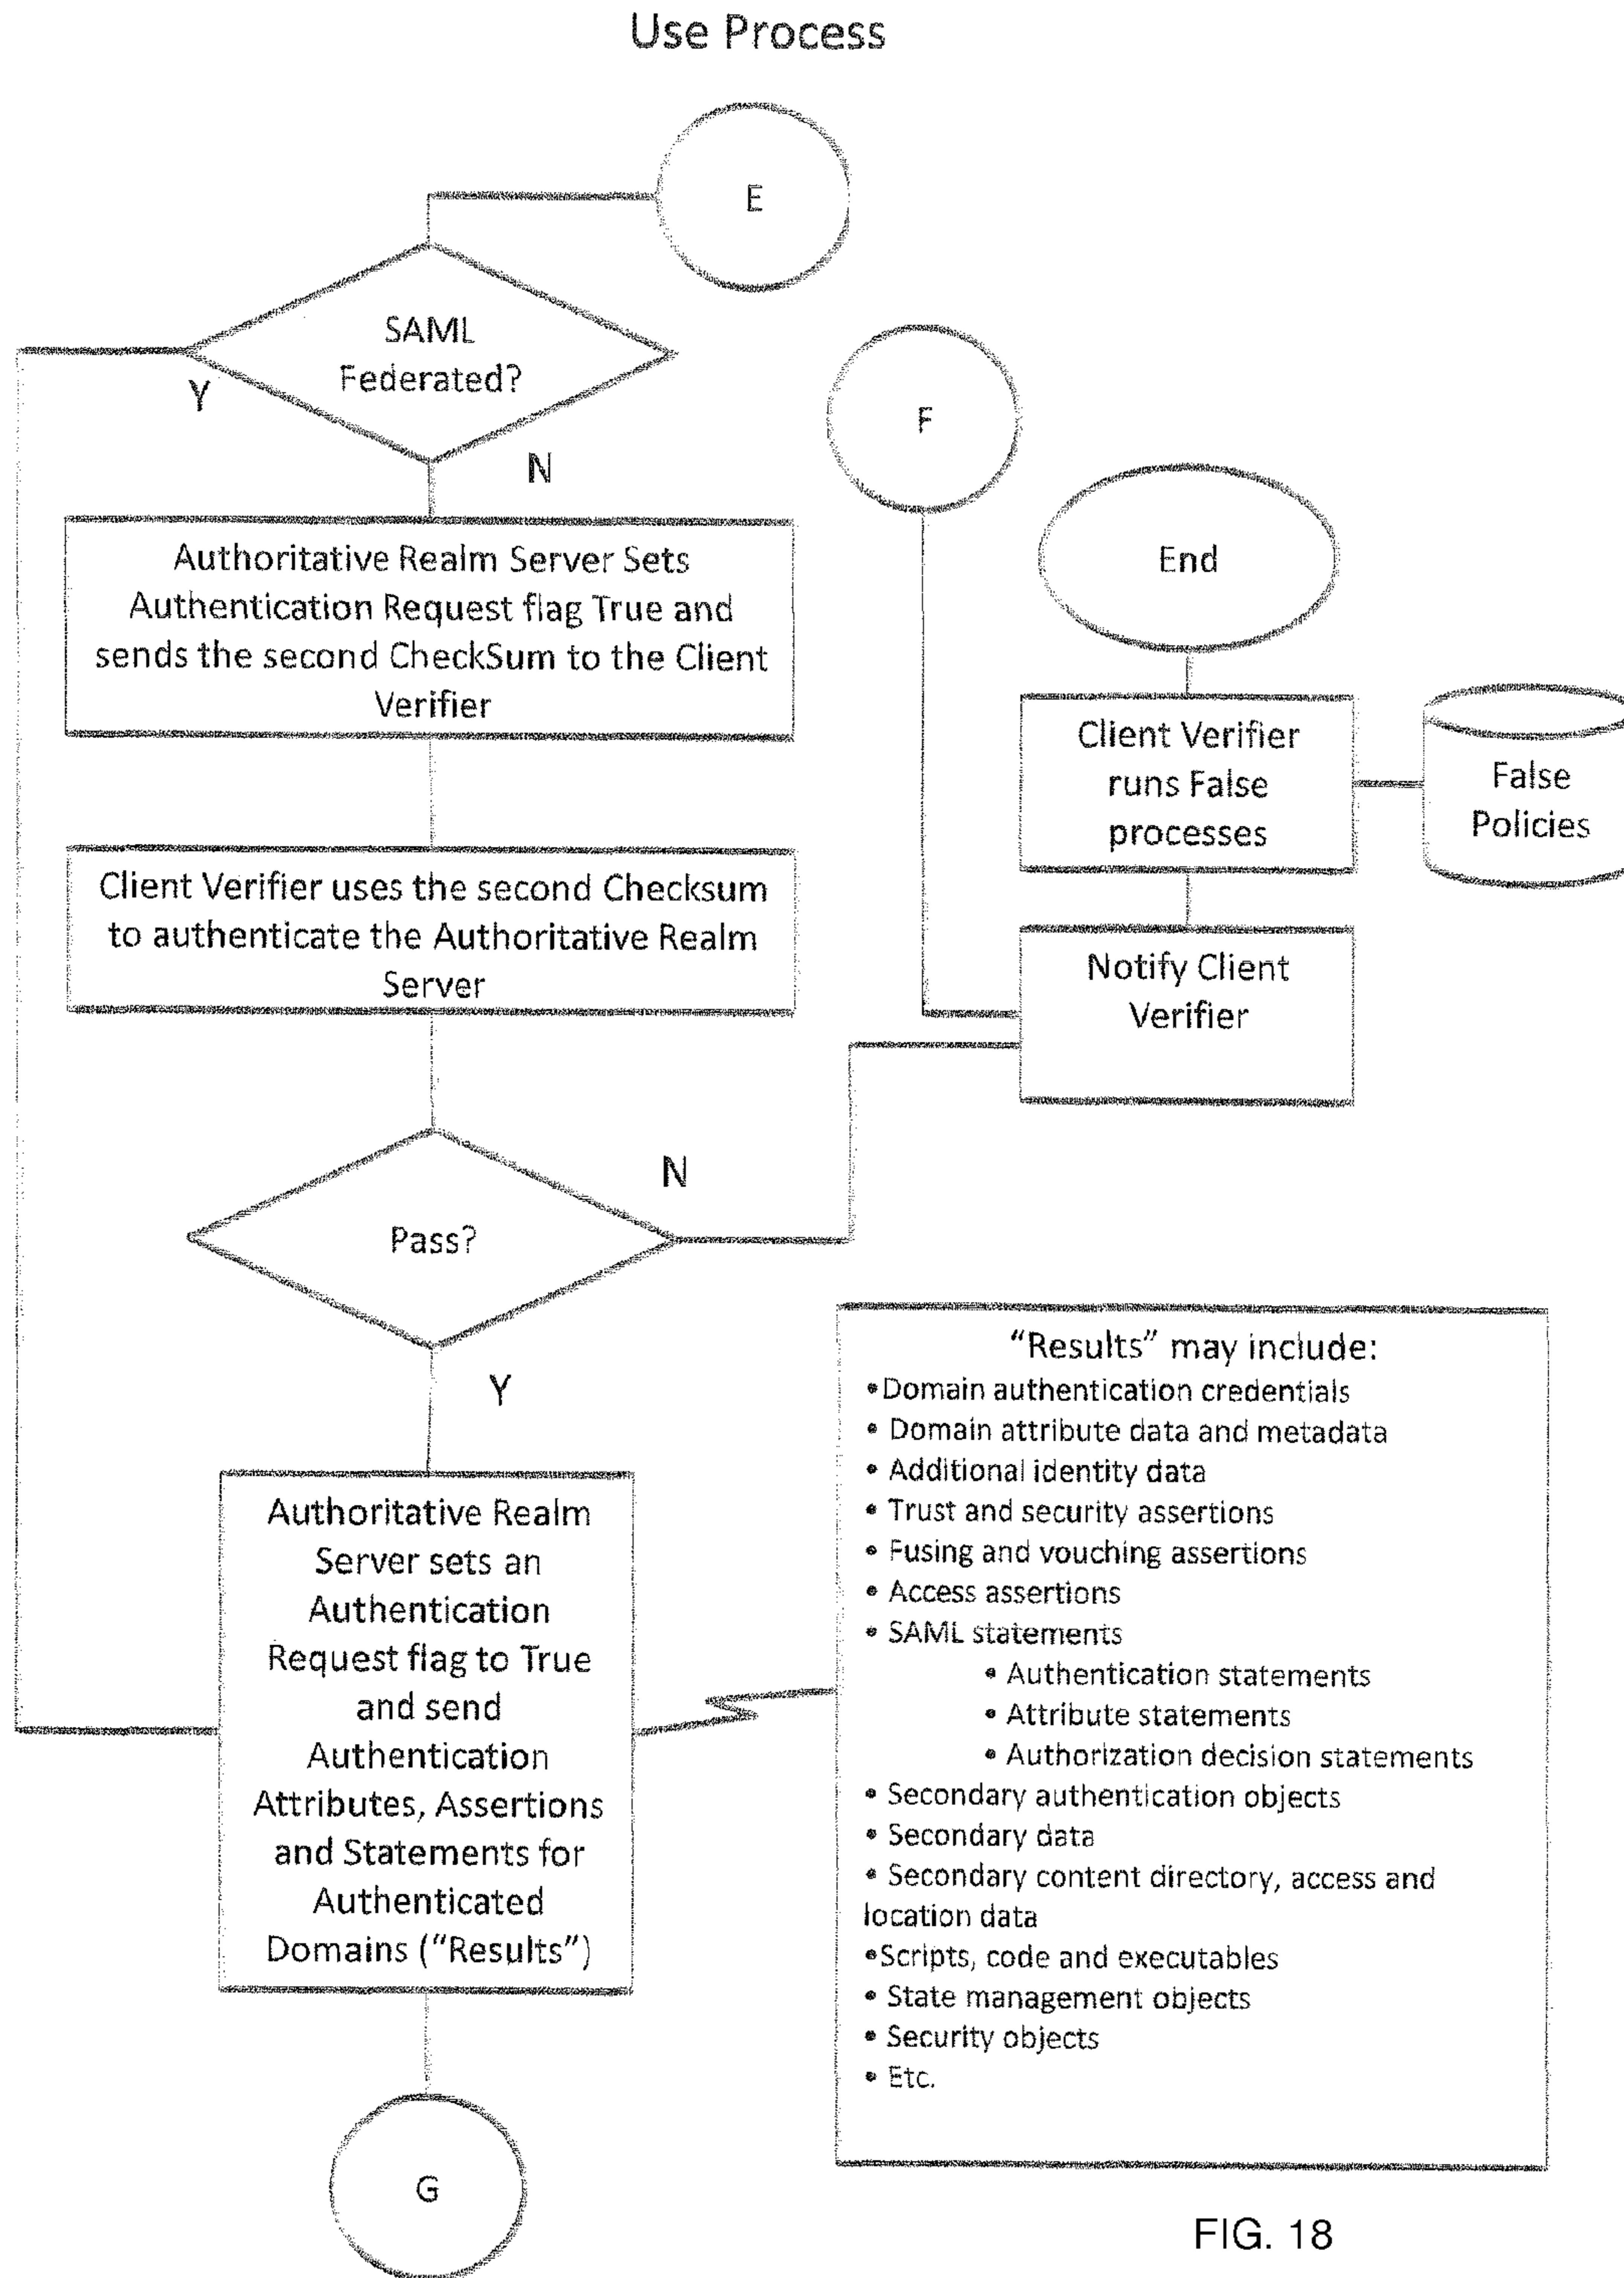 Use Process
E
SAML
Federated?
Y
N
F
End
Authoritative Realm Server Sets
Authentication Request flag True and
sends the second CheckSum to the Client
Verifier
Client Verifier
runs False
processes
False
Policies
Client Verifier uses the second Checksum
to authenticate the Authoritative Realm
Server
Notify Client
Verifier
Pass?
N
Y
Authoritative Realm
Server sets an
Authentication
Request flag to True
and send
Authentication
Attributes, Assertions
and Statements for
Authenticated
Domains (“Results”)
“Results” may include:
•Domain authentication credentials
• Domain attribute data and metadata
• Additional identity data
• Trust and security assertions
• Fusing and vouching assertions
• Access assertions
• SAML statements
• Authentication statements
• Attribute statements
• Authorization decision statements
• Secondary authentication objects
• Secondary data
• Secondary content directory, access and
location data
•Scripts, code and executables
• State management objects
• Security objects
• Etc.
G
FIG. 18